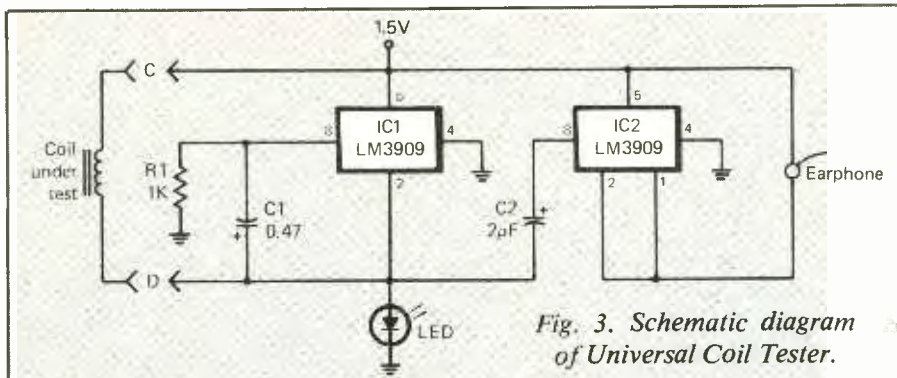 1.5V
C
5
5
8
IC1
LM3909
4
8
IC2
LM3909
4
Coil
under
test
R1
1K
2
2
1
Earphone
C1
0.47
C2
2µF
+
+
D
LED
Fig. 3. Schematic diagram
of Universal Coil Tester.